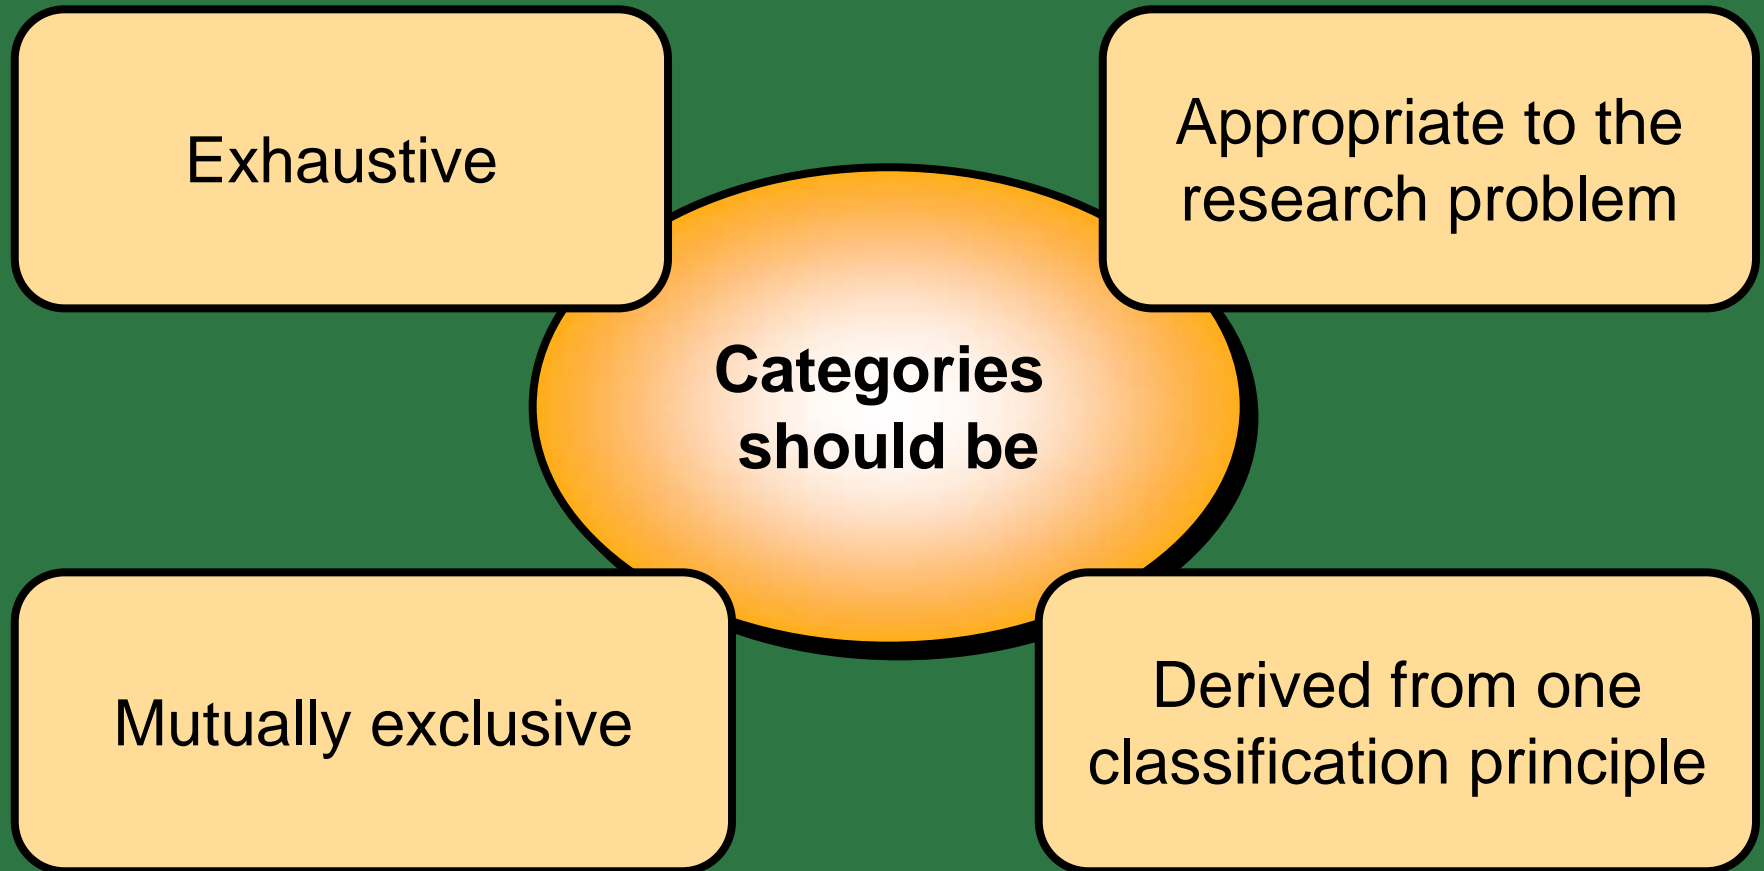 Exhaustive
Appropriate to the
research problem
Categories
should be
Mutually exclusive
Derived from one
classification principle